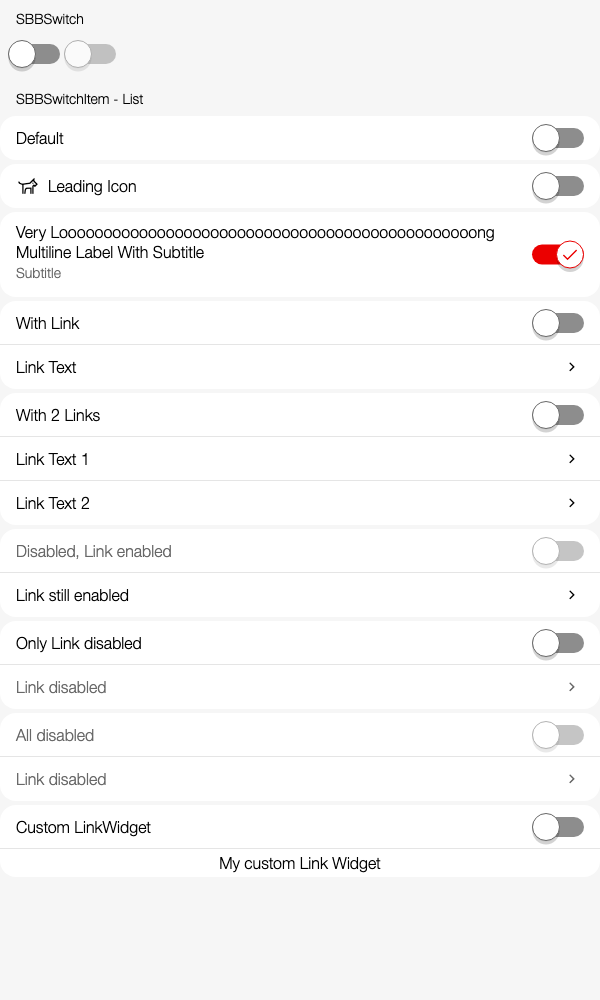 SBBSwitch
SBBSwitchItem - List
Default
Leading Icon
Very Looooooooooooooooooooooooooooooooooooooooooooooong
Multiline Label With Subtitle
Subtitle
With Link
Link Text
With 2 Links
Link Text 1
Link Text 2
Disabled, Link enabled
Link still enabled
Only Link disabled
Link disabled
All disabled
Link disabled
Custom LinkWidget
My custom Link Widget